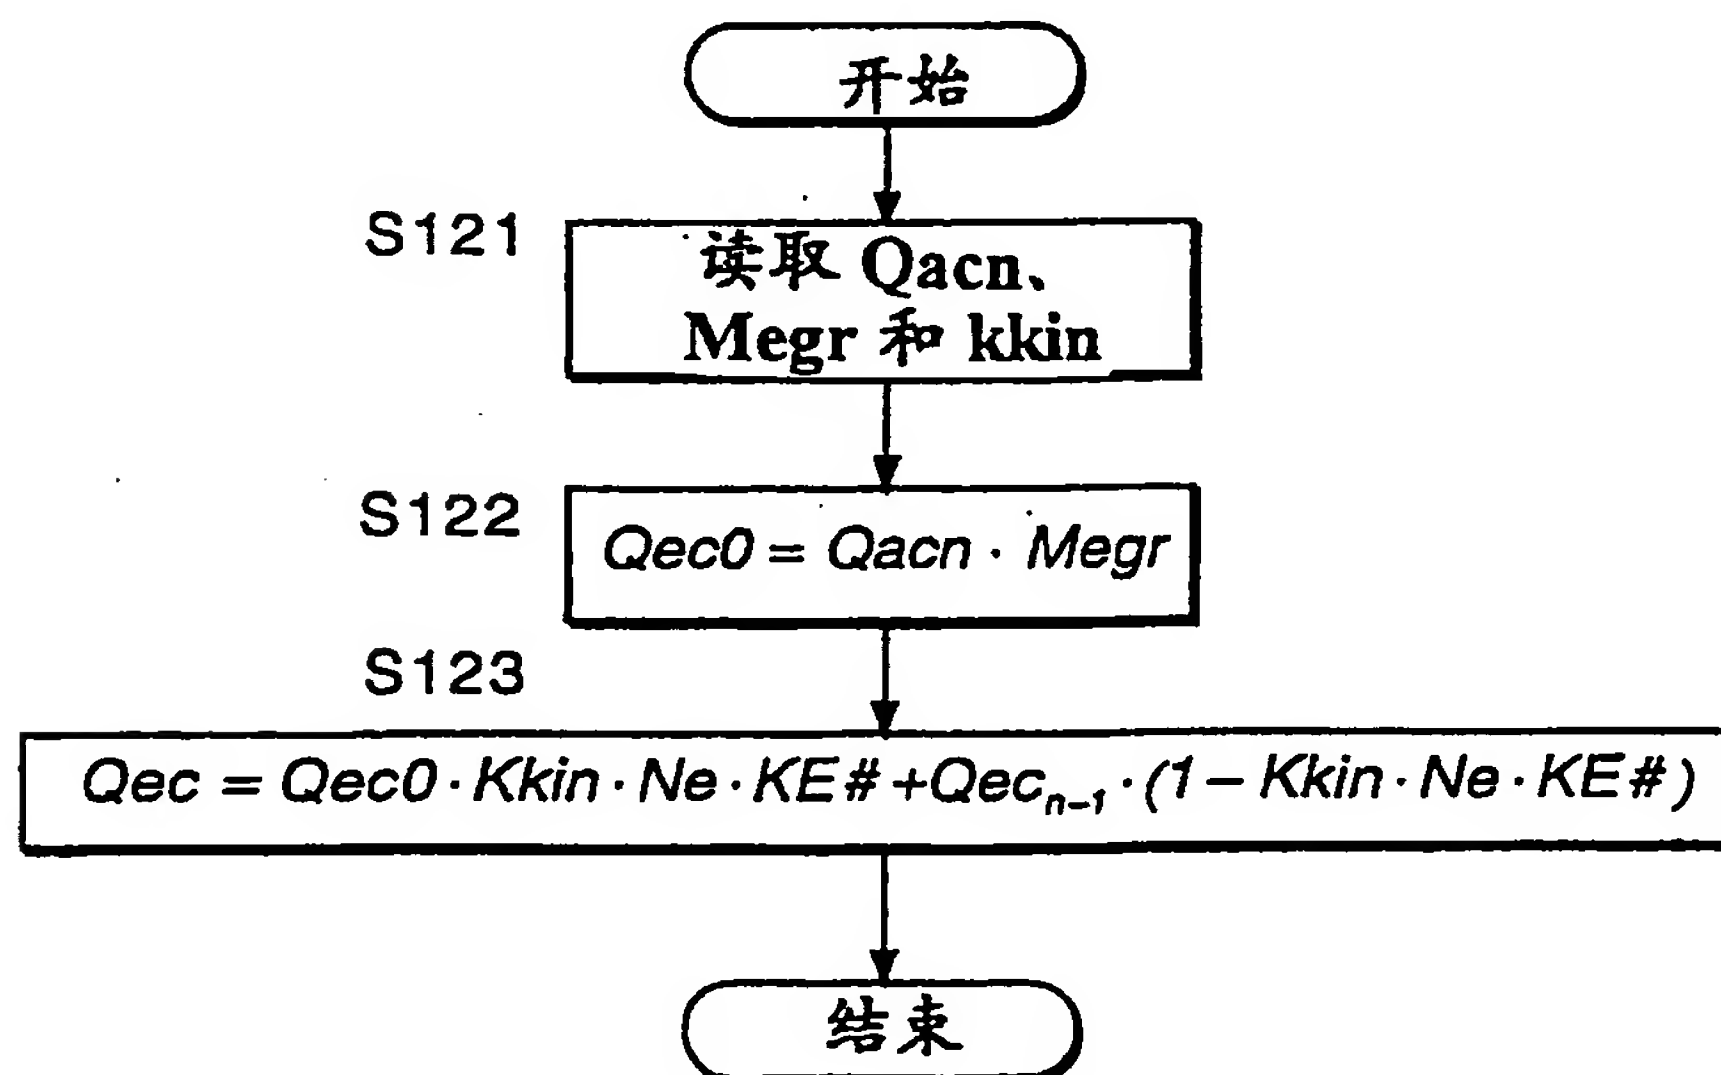 开始
S121
读取 Qacn、
Megr 和 kkin
S122
Qec0 = Qacn · Megr
S123
Qec = Qec0·Kkin·Ne·KE#+Qecₙ₋₁·(1－Kkin·Ne·KE#)
结束